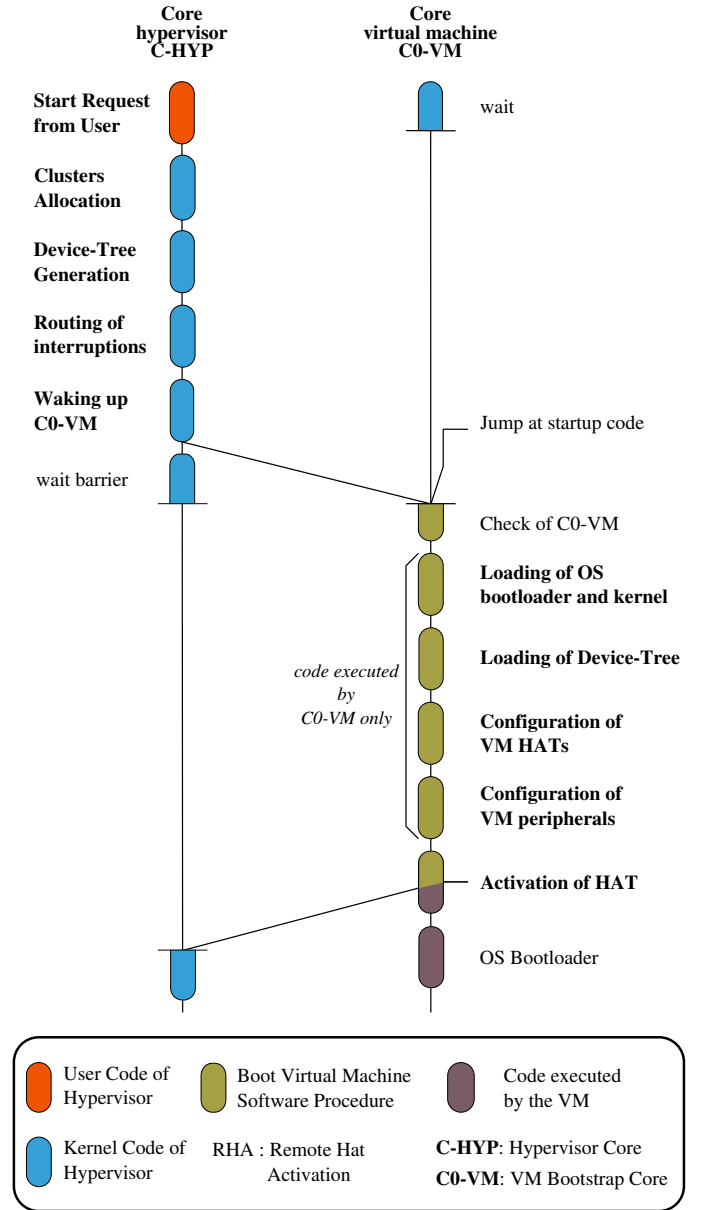 Core
hypervisor
C-HYP
Core
virtual machine
C0-VM
Start Request
from User
wait
Clusters
Allocation
Device-Tree
Generation
Routing of
interruptions
Waking up
C0-VM
Jump at startup code
wait barrier
Check of C0-VM
Loading of OS
bootloader and kernel
code executed
by
C0-VM only
Loading of Device-Tree
Configuration of
VM HATs
Configuration of
VM peripherals
Activation of HAT
OS Bootloader
User Code of
Hypervisor
Boot Virtual Machine
Software Procedure
Code executed
by the VM
Kernel Code of
Hypervisor
RHA : Remote Hat
Activation
C-HYP: Hypervisor Core
C0-VM: VM Bootstrap Core